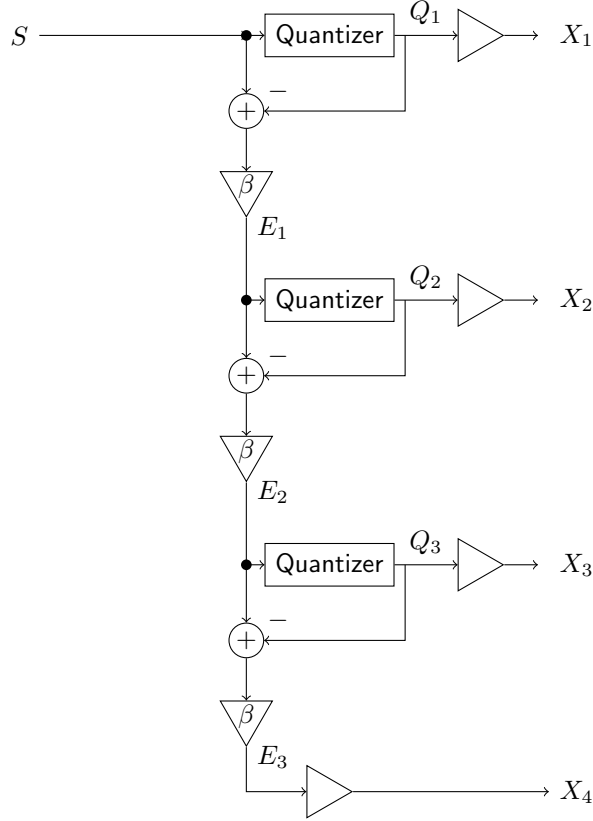 S Quantizer Q₁ X₁
−
+
β
E₁
Quantizer Q₂ X₂
−
+
β
E₂
Quantizer Q₃ X₃
−
+
β
E₃
X₄